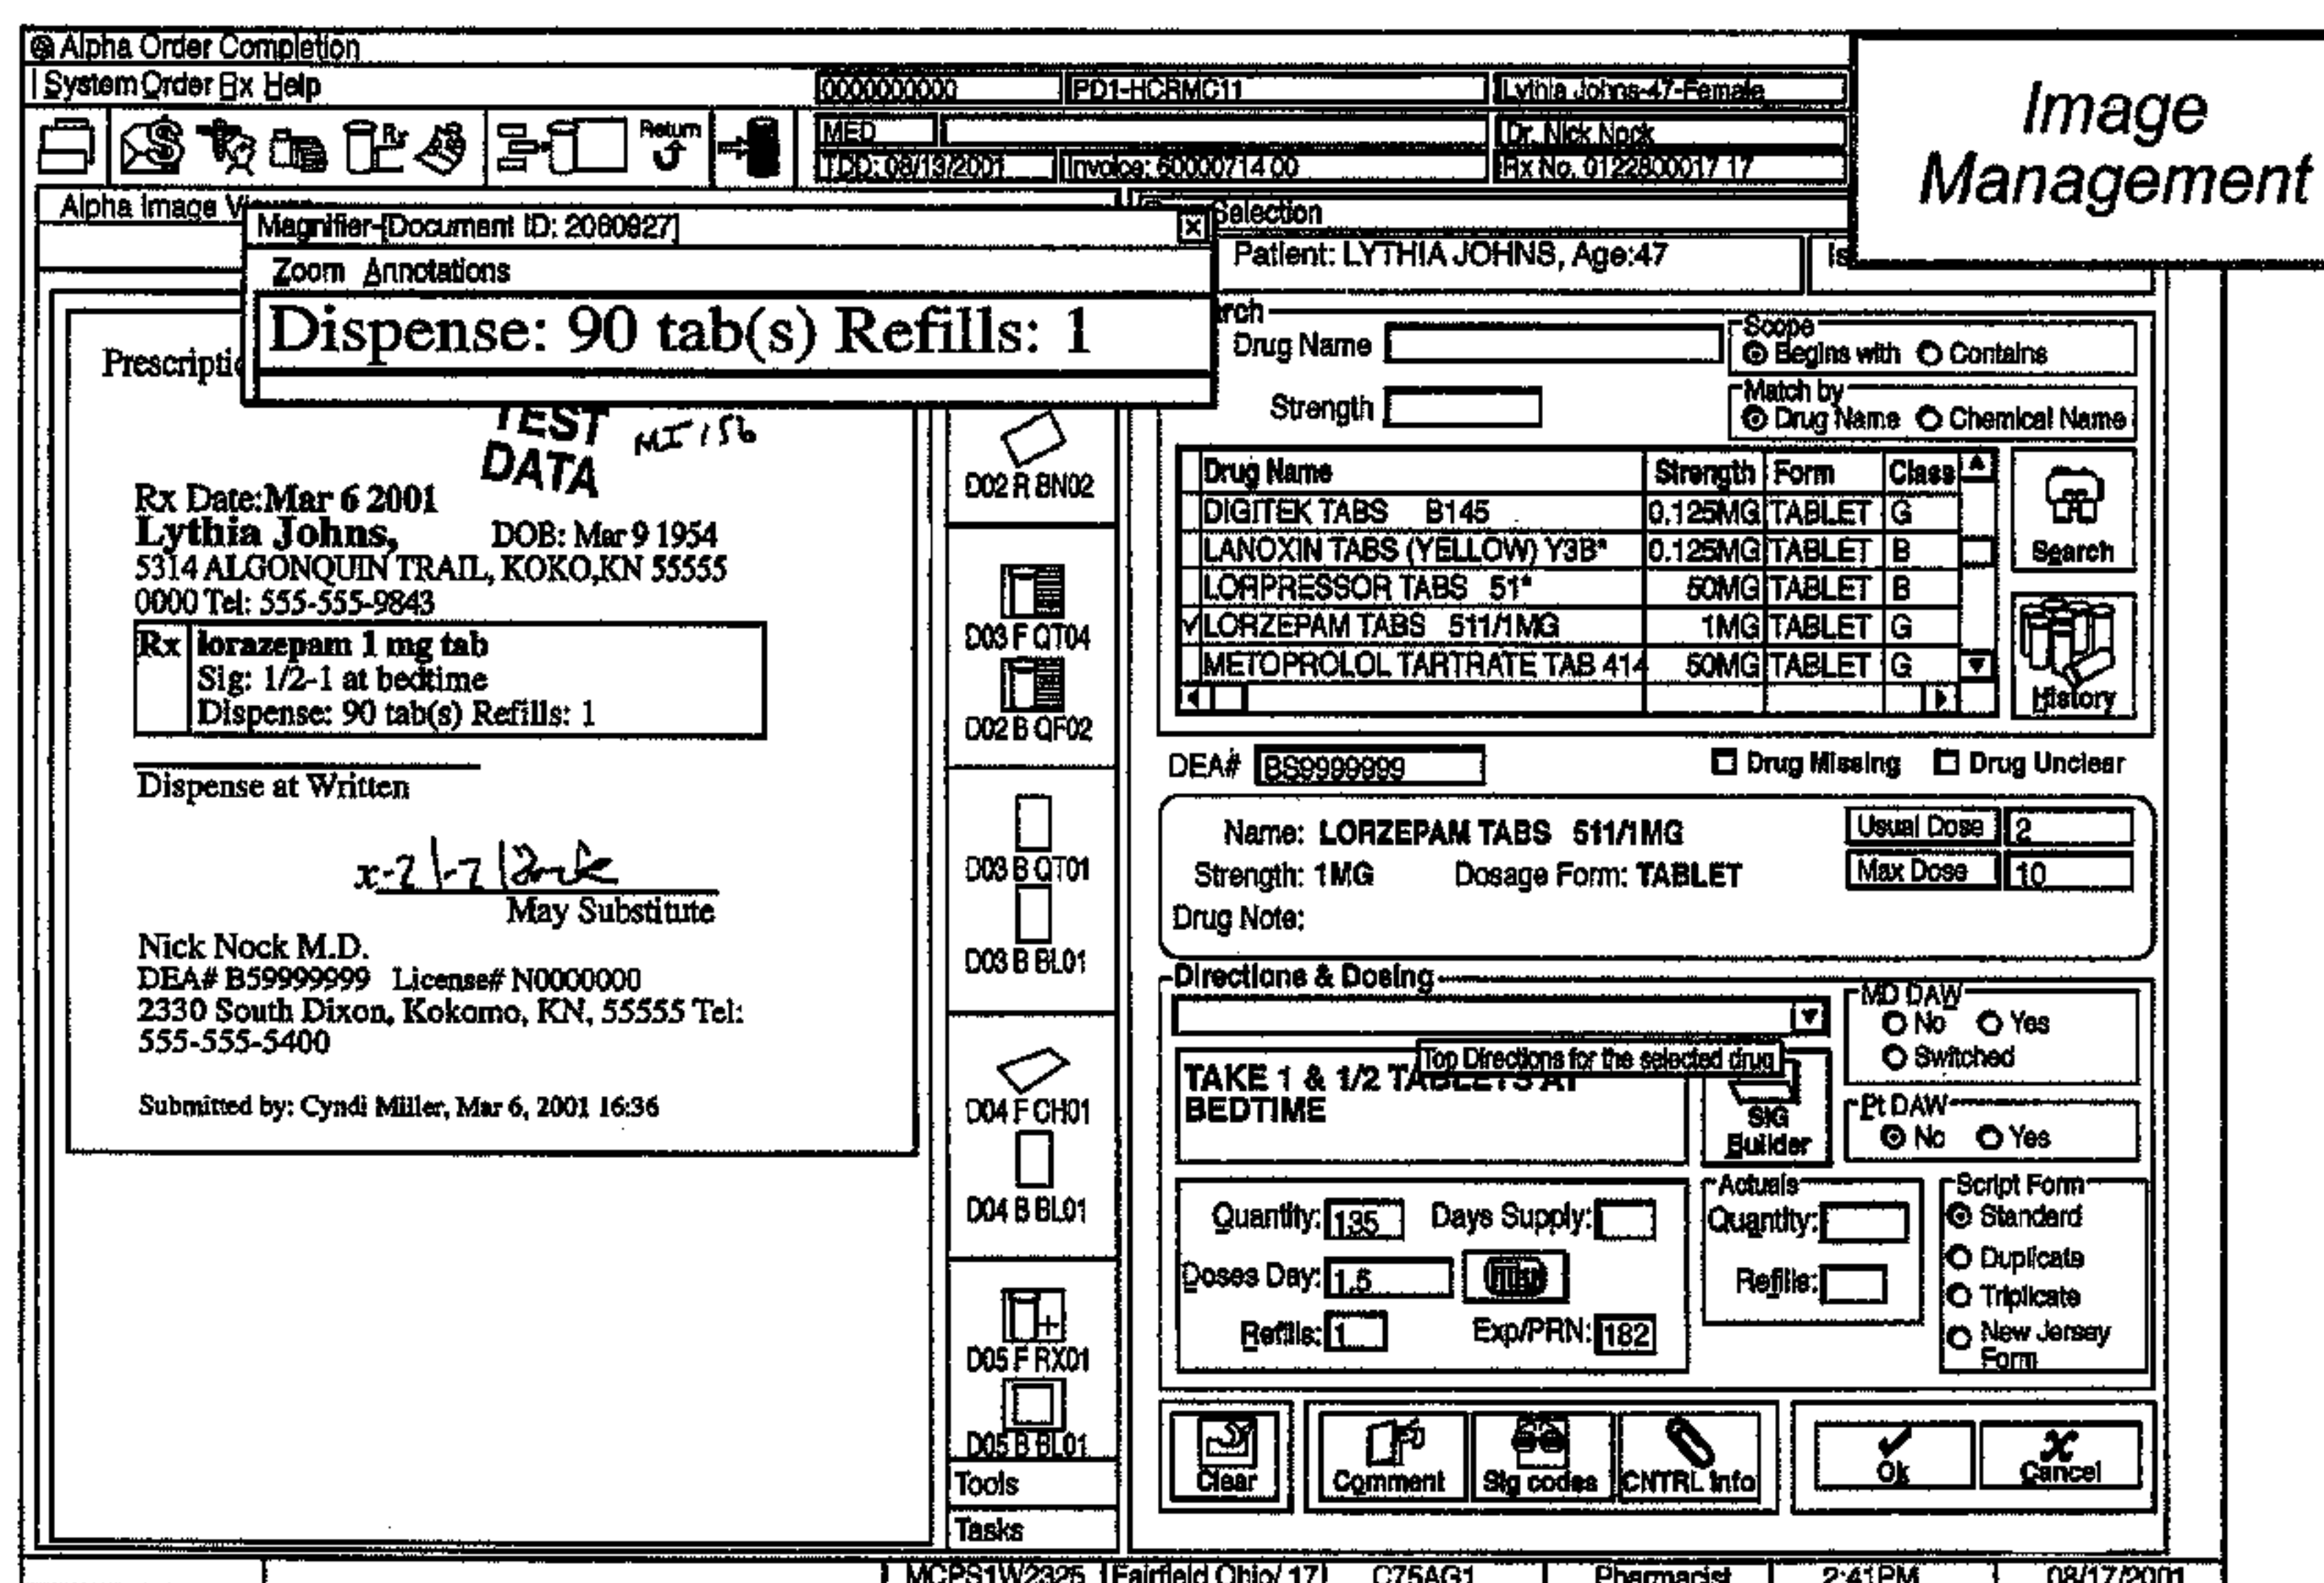 Alpha Order Completion
System Order Rx Help
0000000000 PD1-HCRMC11 Lythia Johns-47-Female
MED Dr. Nick Nock
TDD: 08/13/2001 Invoice: 60000714 00 Rx No. 0122800017 17
Return
Image
Management
Alpha Image
Magnifier-[Document ID: 2060927]
Zoom Annotations
Dispense: 90 tab(s) Refills: 1
TEST
DATA
Rx Date:Mar 6 2001
Lythia Johns, DOB: Mar 9 1954
5314 ALGONQUIN TRAIL, KOKO,KN 55555
0000 Tel: 555-555-9843
Rx lorazepam 1 mg tab
Sig: 1/2-1 at bedtime
Dispense: 90 tab(s) Refills: 1
Dispense at Written
May Substitute
Nick Nock M.D.
DEA# B59999999 License# N0000000
2330 South Dixon, Kokomo, KN, 55555 Tel:
555-555-5400
Submitted by: Cyndi Miller, Mar 6, 2001 16:36
D02 R BN02
D03 F QT04
D02 B QF02
D03 B QT01
D03 B BL01
D04 F CH01
D04 B BL01
D05 F RX01
D05 B BL01
Tools
Tasks
Selection
Patient: LYTHIA JOHNS, Age:47
Drug Name
Strength
Scope
Begins with Contains
Match by
Drug Name Chemical Name
Drug Name Strength Form Class
DIGITEK TABS B145 0.125MG TABLET G
LANOXIN TABS (YELLOW) Y3B* 0.125MG TABLET B
LORPRESSOR TABS 51* 50MG TABLET B
LORZEPAM TABS 511/1MG 1MG TABLET G
METOPROLOL TARTRATE TAB 414 50MG TABLET G
Search
History
DEA# BS9999999 Drug Missing Drug Unclear
Name: LORZEPAM TABS 511/1MG Usual Dose 2
Strength: 1MG Dosage Form: TABLET Max Dose 10
Drug Note:
Directions & Dosing
Top Directions for the selected drug
TAKE 1 & 1/2 TABLETS AT
BEDTIME
SIG
Builder
MD DAW
No Yes
Switched
Pt DAW
No Yes
Quantity: 135 Days Supply:
Doses Day: 1.5
Refills: 1 Exp/PRN: 182
Actuals
Quantity:
Refills:
Script Form
Standard
Duplicate
Triplicate
New Jersey
Form
Clear Comment Sig codes CNTRL Info Ok Cancel
MCPS1W2325 Fairfield Ohio/ 17 C75AG1 Pharmacist 2:41PM 08/17/2001